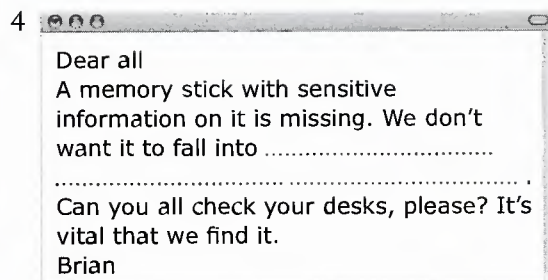 4
Dear all
A memory stick with sensitive
information on it is missing. We don't
want it to fall into ................................
................................ ................................ .
Can you all check your desks, please? It's
vital that we find it.
Brian